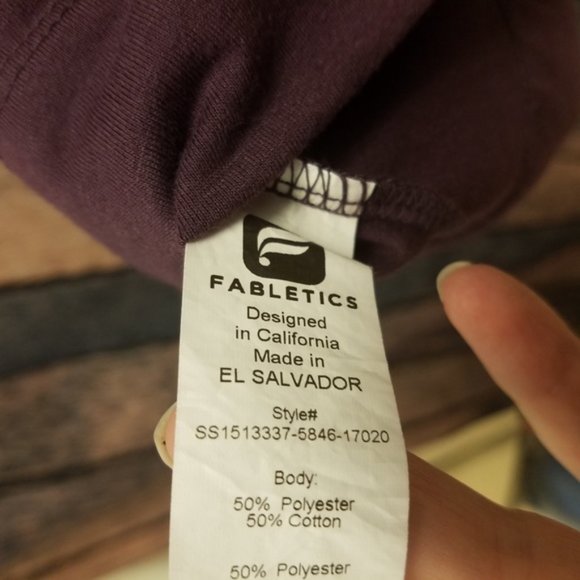 FABLETICS
Designed
in California
Made in
EL SALVADOR
Style#
SS1513337-5846-17020
Body:
50% Polyester
50% Cotton
50% Polyester